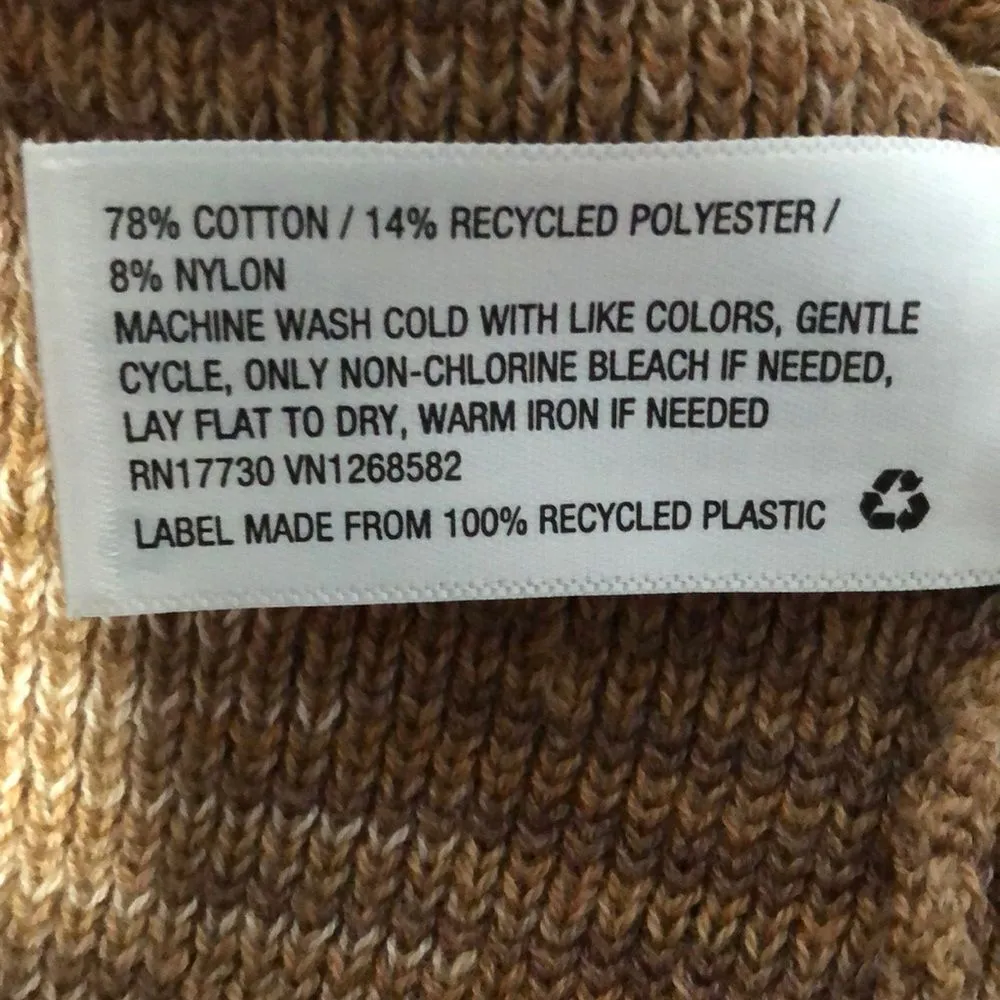 78% COTTON / 14% RECYCLED POLYESTER /
8% NYLON
MACHINE WASH COLD WITH LIKE COLORS, GENTLE
CYCLE, ONLY NON-CHLORINE BLEACH IF NEEDED,
LAY FLAT TO DRY, WARM IRON IF NEEDED
RN17730 VN1268582
LABEL MADE FROM 100% RECYCLED PLASTIC